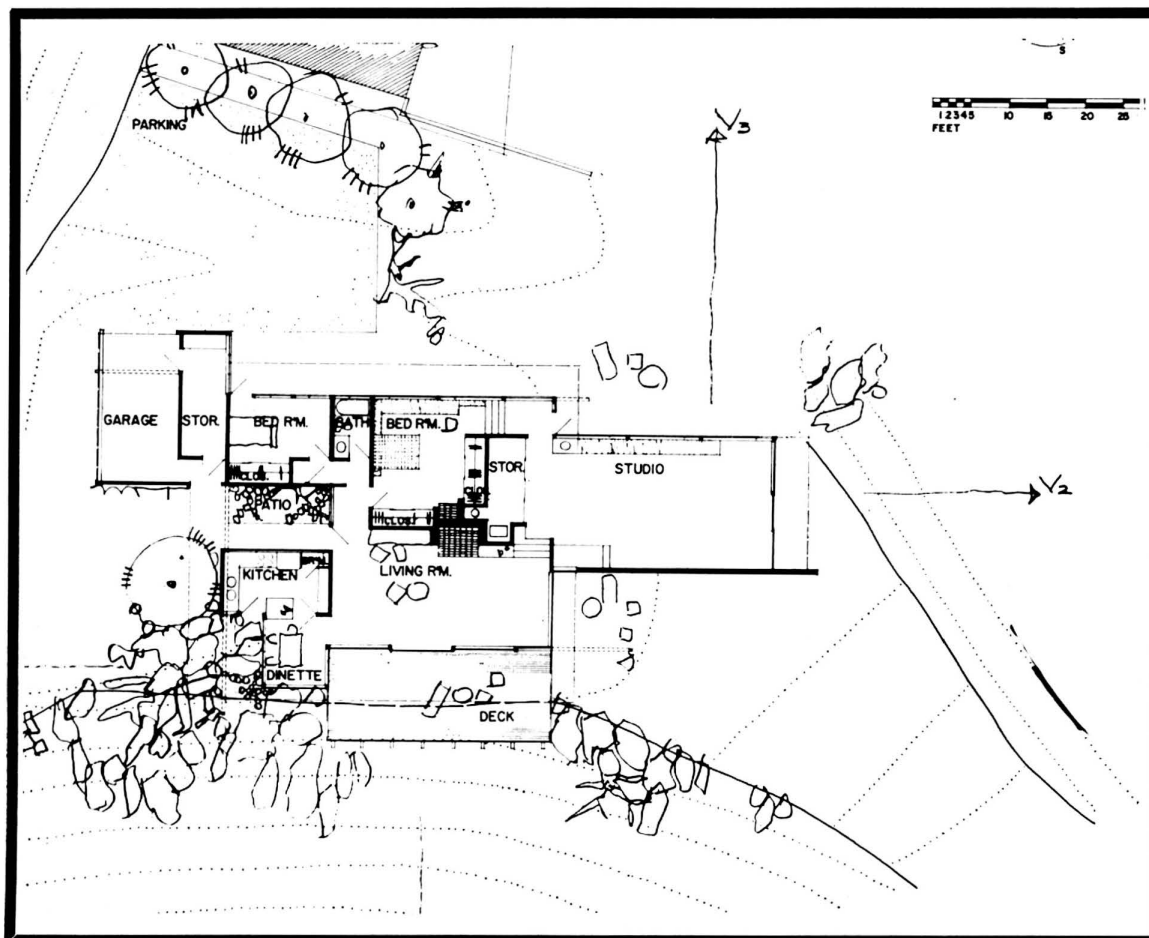 S
1 2 3 4 5 10 15 20 25
FEET
V3
PARKING
GARAGE
STOR.
BED R'M.
BATH
BED R'M.
STOR.
STUDIO
CLOS.
CLOS.
V2
PATIO
CLOS.
KITCHEN
LIVING R'M.
DINETTE
DECK